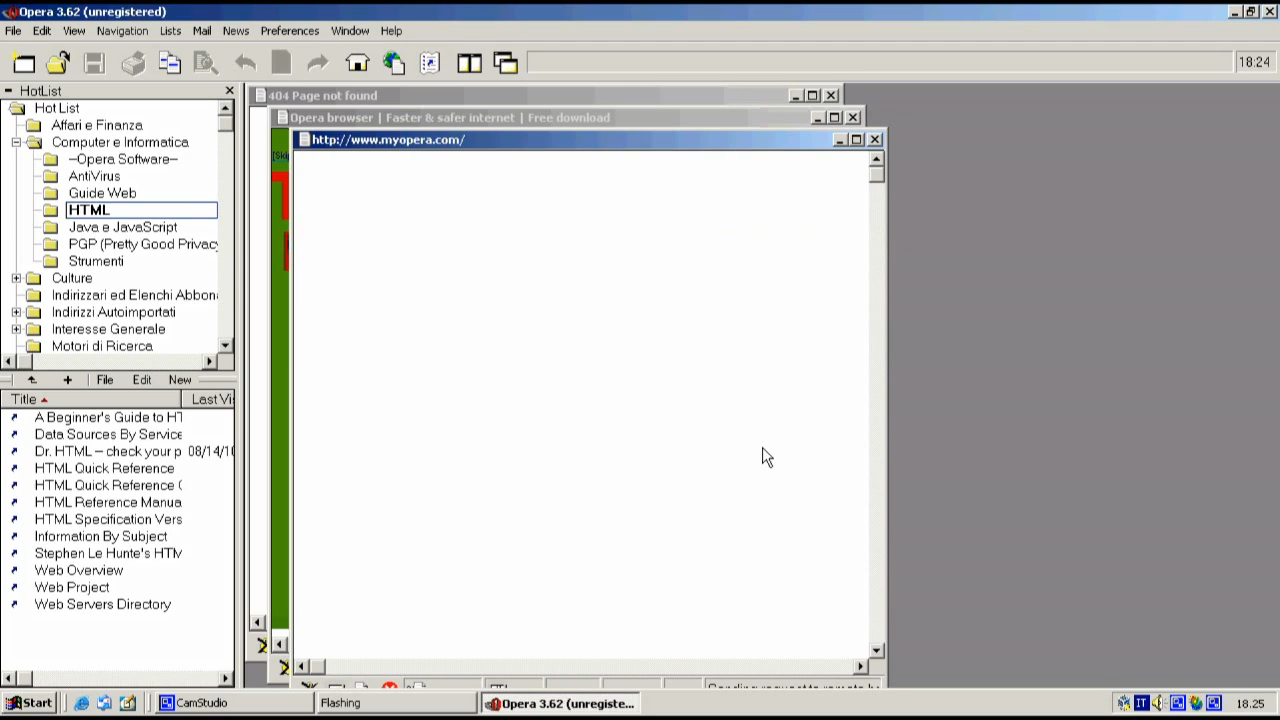 Opera 3.62 (unregistered)
File Edit View Navigation Lists Mail News Preferences Window Help
18:24
HotList
Hot List
Affari e Finanza
Computer e Informatica
--Opera Software--
AntiVirus
Guide Web
HTML
Java e JavaScript
PGP (Pretty Good Privacy
Strumenti
Culture
Indirizzari ed Elenchi Abbon
Indirizzi Autoimportati
Interesse Generale
Motori di Ricerca
File Edit New
Title Last Vi
A Beginner's Guide to HT
Data Sources By Service
Dr. HTML -- check your p 08/14/10
HTML Quick Reference
HTML Quick Reference (
HTML Reference Manua
HTML Specification Vers
Information By Subject
Stephen Le Hunte's HTM
Web Overview
Web Project
Web Servers Directory
404 Page not found
Opera browser | Faster & safer internet | Free download
http://www.myopera.com/
[Skip
Start CamStudio Flashing Opera 3.62 (unregiste... IT 18.25